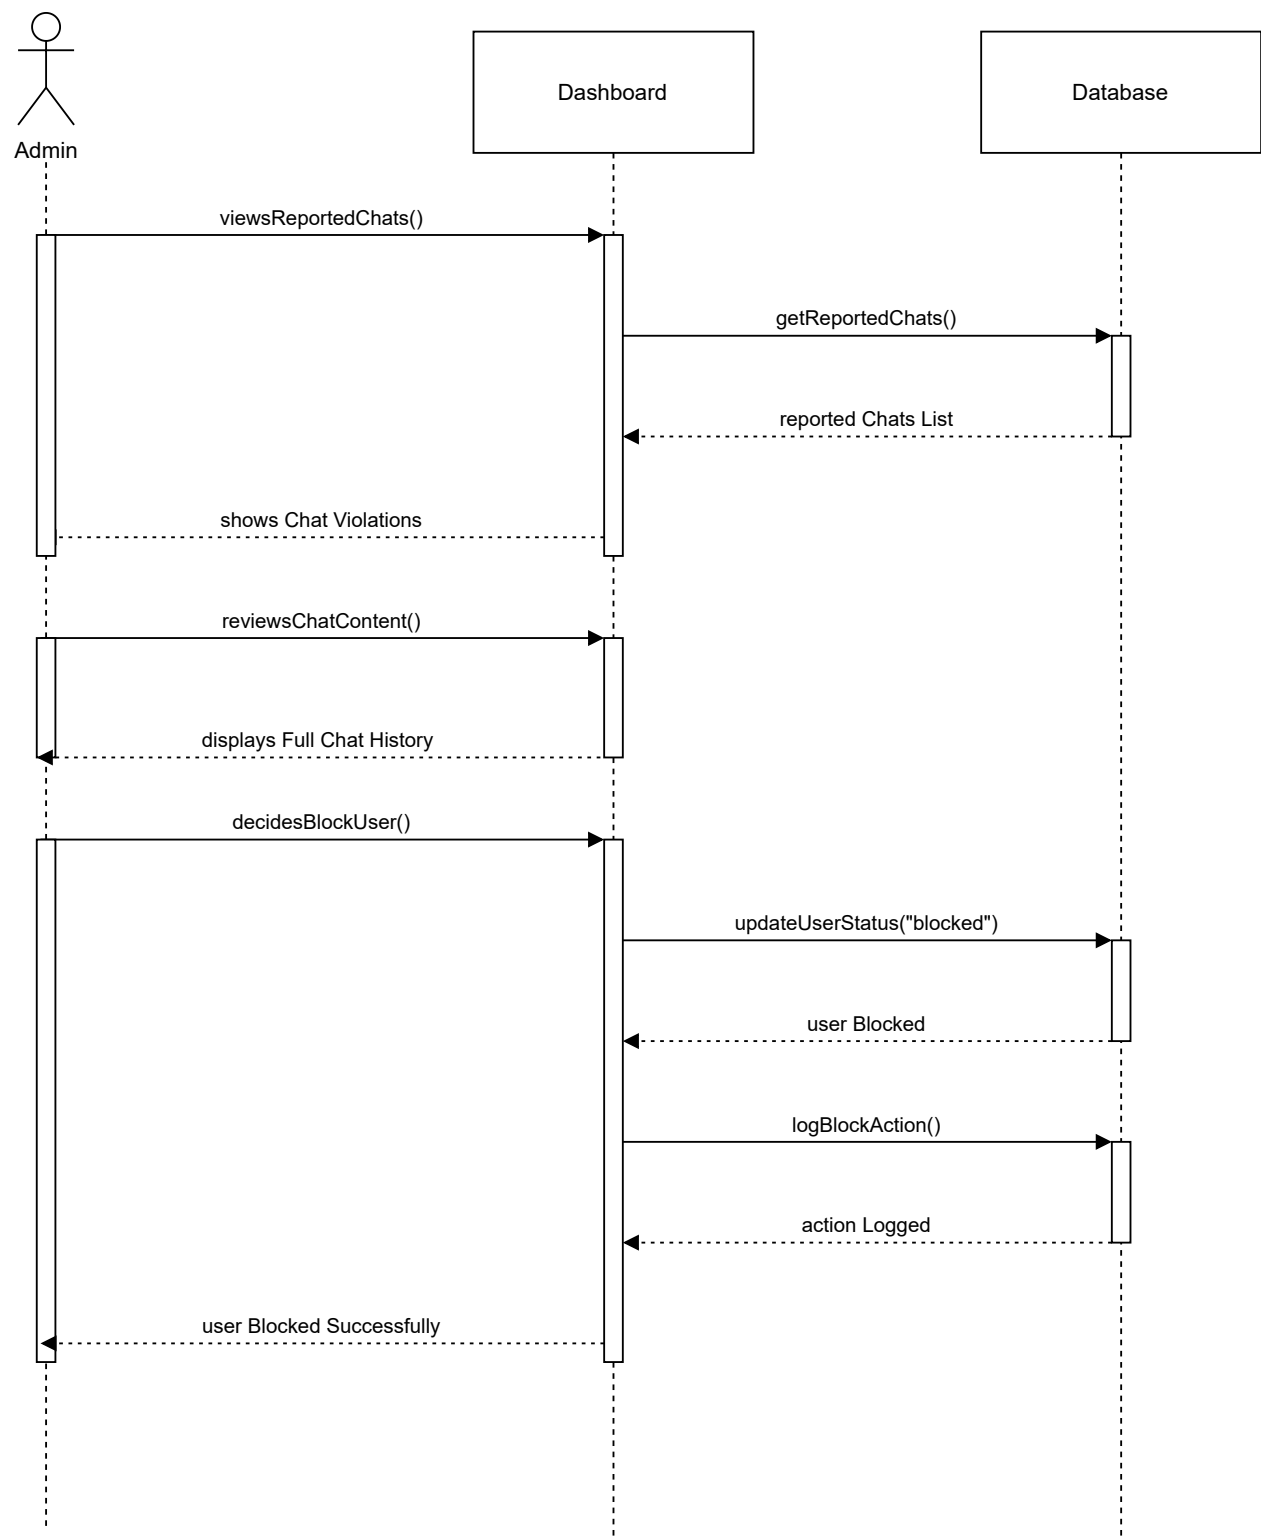 Admin
Dashboard
Database
viewsReportedChats()
getReportedChats()
reported Chats List
shows Chat Violations
reviewsChatContent()
displays Full Chat History
decidesBlockUser()
updateUserStatus("blocked")
user Blocked
logBlockAction()
action Logged
user Blocked Successfully